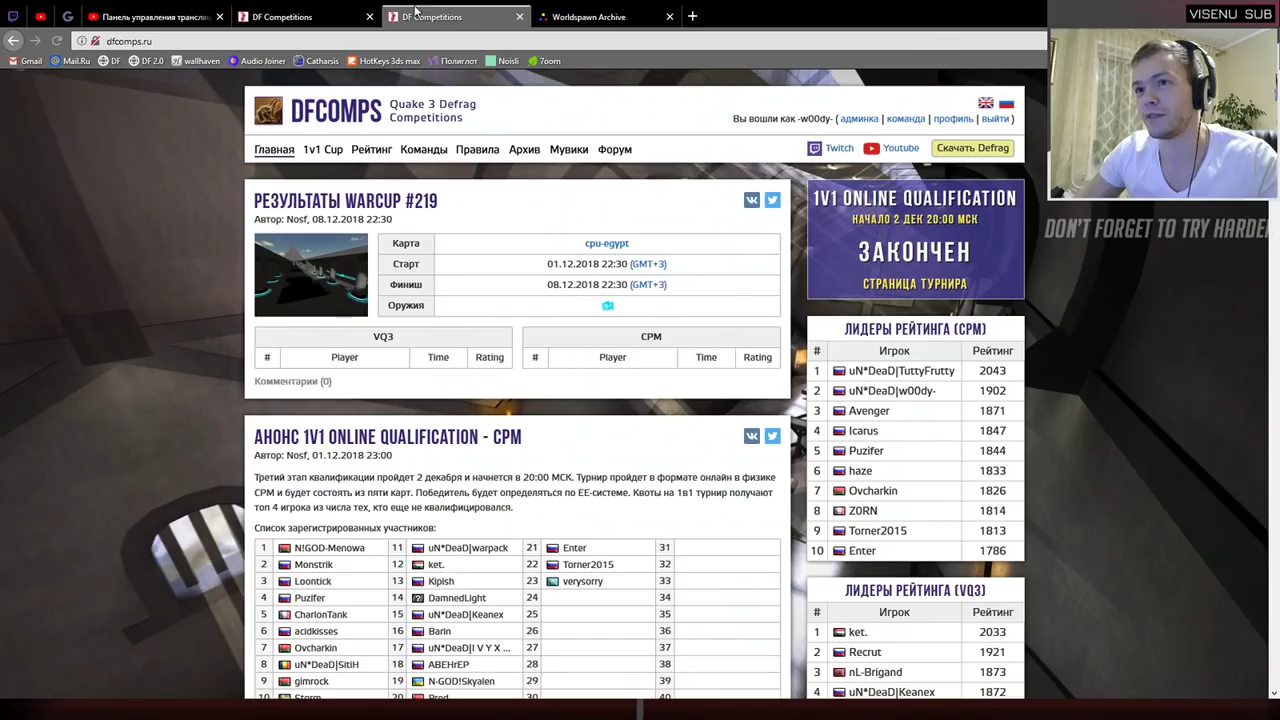 Панель управления трансляц
DF Competitions
DF Competitions
Worldspawn Archive
VISENU SUB
dfcomps.ru
Gmail @Mail.Ru DF DF 2.0 wallhaven Audio Joiner Catharsis HotKeys 3ds max Полиглот Noisli 7oom
DFCOMPS
Quake 3 Defrag
Competitions
Вы вошли как -w00dy- ( админка | команда | профиль | выйти )
Главная 1v1 Cup Рейтинг Команды Правила Архив Мувики Форум
Twitch Youtube Скачать Defrag
DON'T FORGET TO TRY HARDER
РЕЗУЛЬТАТЫ WARCUP #219
Автор: Nosf, 08.12.2018 22:30
Карта cpu-egypt
Старт 01.12.2018 22:30 (GMT+3)
Финиш 08.12.2018 22:30 (GMT+3)
Оружия
VQ3 CPM
# Player Time Rating # Player Time Rating
Комментарии (0)
1V1 ONLINE QUALIFICATION
НАЧАЛО 2 ДЕК 20:00 МСК
ЗАКОНЧЕН
СТРАНИЦА ТУРНИРА
АНОНС 1V1 ONLINE QUALIFICATION - CPM
Автор: Nosf, 01.12.2018 23:00
Третий этап квалификации пройдет 2 декабря и начнется в 20:00 МСК. Турнир пройдет в формате онлайн в физике
CPM и будет состоять из пяти карт. Победитель будет определяться по ЕЕ-системе. Квоты на 1в1 турнир получают
топ 4 игрока из числа тех, кто еще не квалифицировался.
Список зарегистрированных участников:
1 N!GOD-Menowa 11 uN*DeaD|warpack 21 Enter 31
2 Monstrik 12 ket. 22 Torner2015 32
3 Loontick 13 Kipish 23 verysorry 33
4 Puzifer 14 DamnedLight 24 34
5 CharlonTank 15 uN*DeaD|Keanex 25 35
6 acidkisses 16 Barin 26 36
7 Ovcharkin 17 uN*DeaD|I V Y X ... 27 37
8 uN*DeaD|SitiH 18 ABEHrEP 28 38
9 gimrock 19 N-GOD!Skyalen 29 39
10 Storm 20 Pred 30 40
ЛИДЕРЫ РЕЙТИНГА (CPM)
# Игрок Рейтинг
1 uN*DeaD|TuttyFrutty 2043
2 uN*DeaD|w00dy- 1902
3 Avenger 1871
4 Icarus 1847
5 Puzifer 1844
6 haze 1833
7 Ovcharkin 1826
8 Z0RN 1814
9 Torner2015 1813
10 Enter 1786
ЛИДЕРЫ РЕЙТИНГА (VQ3)
# Игрок Рейтинг
1 ket. 2033
2 Recrut 1921
3 nL-Brigand 1872
4 uN*DeaD|Keanex 1872